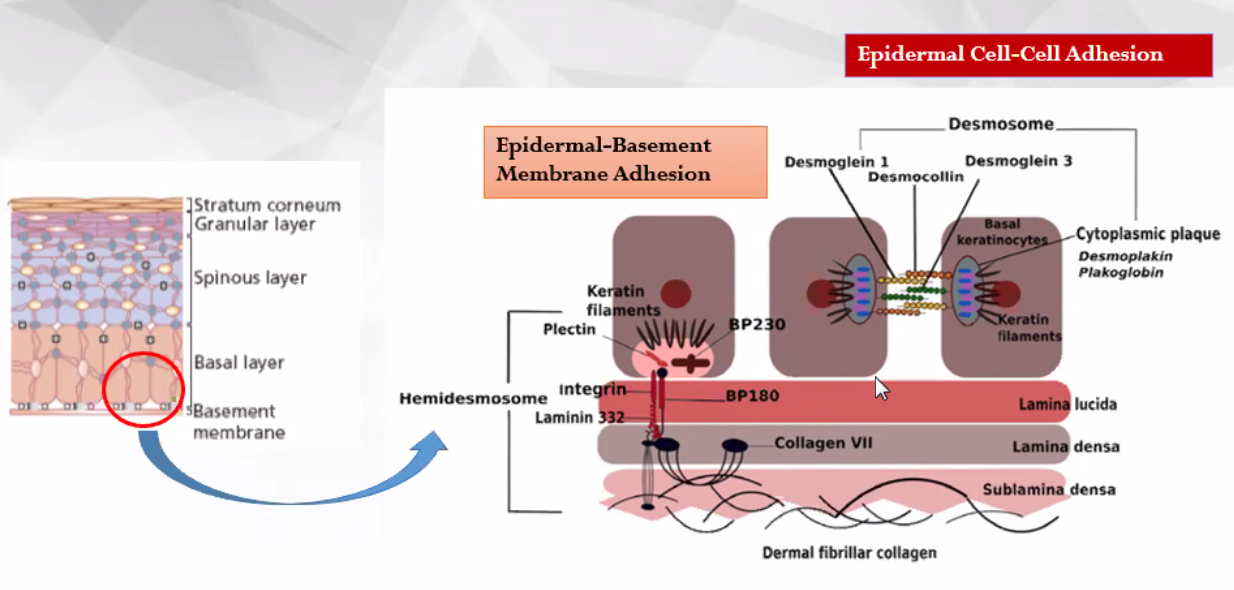 Epidermal Cell-Cell Adhesion
Epidermal-Basement
Membrane Adhesion
Stratum corneum
Granular layer
Spinous layer
Basal layer
Basement
membrane
Desmosome
Desmoglein 1
Desmocollin
Desmoglein 3
Basal
keratinocytes
Cytoplasmic plaque
Desmoplakin
Plakoglobin
Keratin
filaments
Keratin
filaments
Plectin
BP230
Hemidesmosome
Integrin
BP180
Laminin 332
Lamina lucida
Collagen VII
Lamina densa
Sublamina densa
Dermal fibrillar collagen